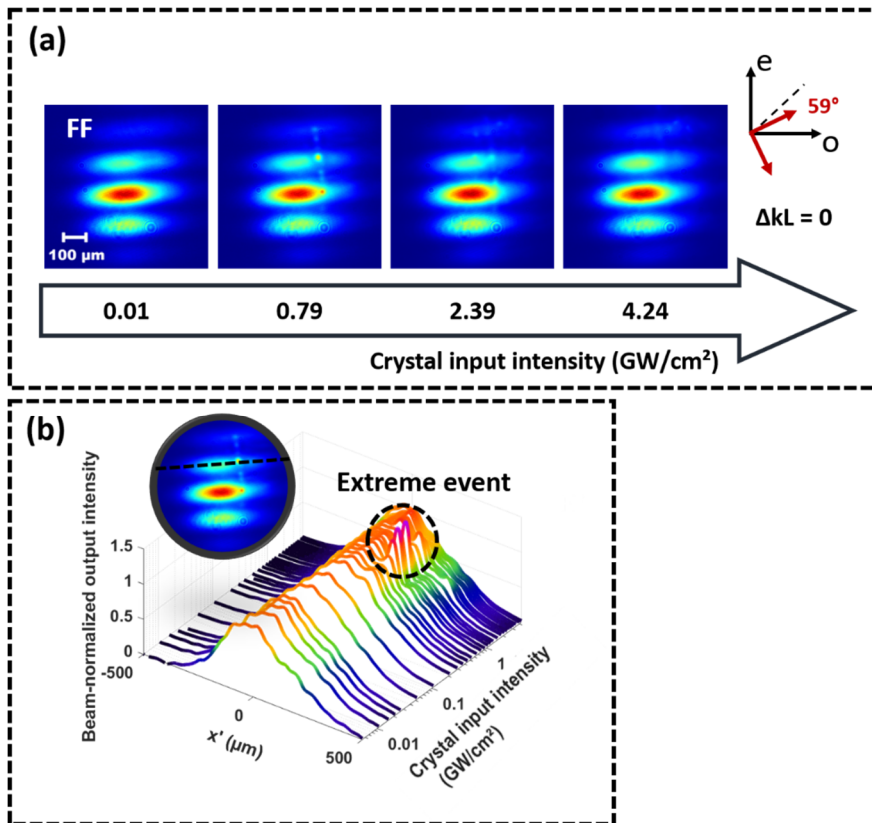 (a)
FF
100 µm
e
59°
o
ΔkL = 0
0.01 0.79 2.39 4.24
Crystal input intensity (GW/cm²)
(b)
Extreme event
Beam-normalized output intensity
1.5
1
0.5
0
-500
0
500
x' (µm)
0.01
0.1
1
Crystal input intensity
(GW/cm²)